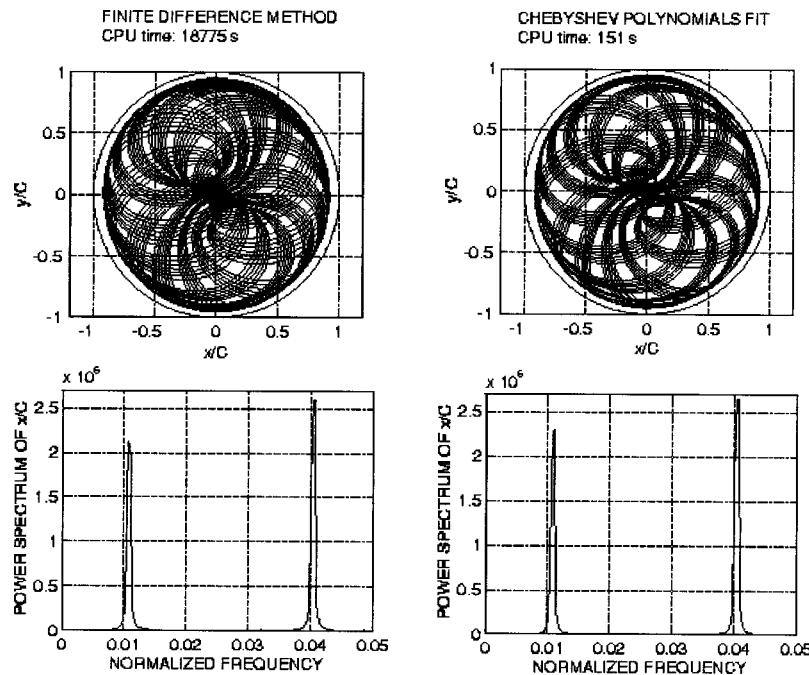 FINITE DIFFERENCE METHOD
CPU time: 18775 s
1
0.5
0
-0.5
-1
y/C
-1 -0.5 0 0.5 1
x/C
CHEBYSHEV POLYNOMIALS FIT
CPU time: 151 s
1
0.5
0
-0.5
-1
y/C
-1 -0.5 0 0.5 1
x/C
x 10^6
2.5
2
1.5
1
0.5
0
POWER SPECTRUM OF x/C
0 0.01 0.02 0.03 0.04 0.05
NORMALIZED FREQUENCY
x 10^6
2.5
2
1.5
1
0.5
0
POWER SPECTRUM OF x/C
0 0.01 0.02 0.03 0.04 0.05
NORMALIZED FREQUENCY